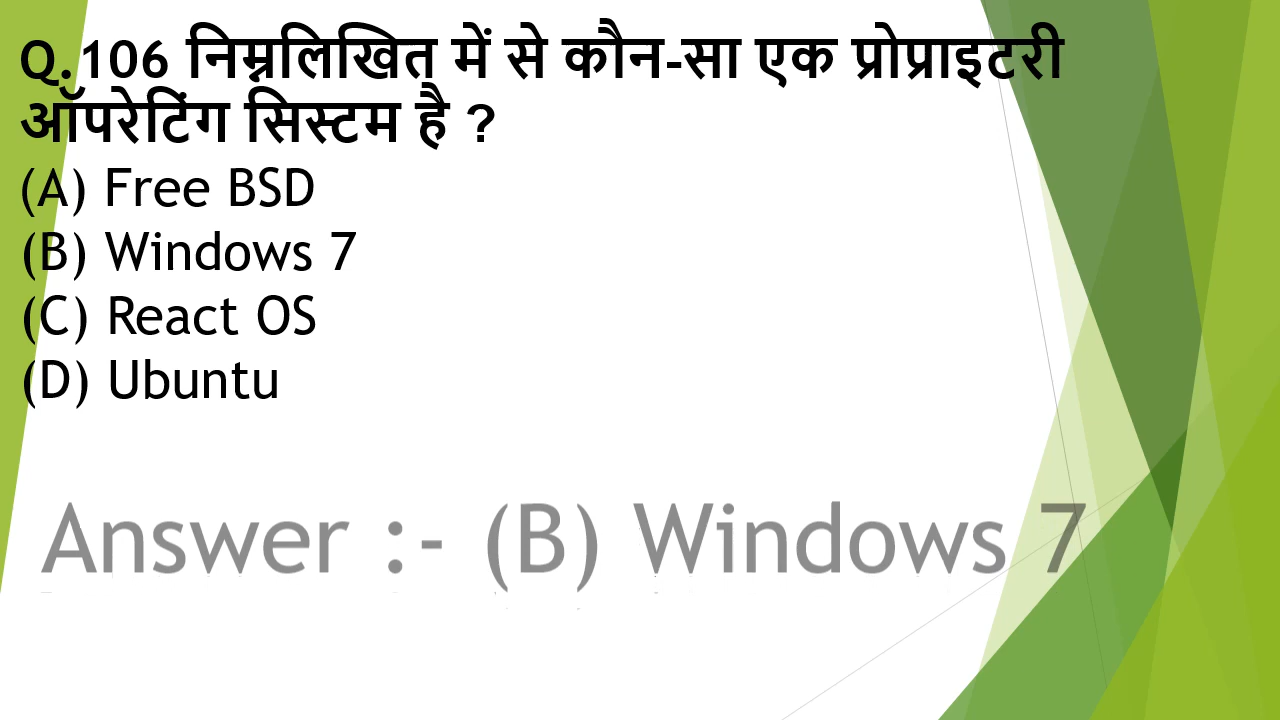 Q.106 निम्नलिखित में से कौन-सा एक प्रोप्राइटरी
ऑपरेटिंग सिस्टम है ?
(A) Free BSD
(B) Windows 7
(C) React OS
(D) Ubuntu
Answer :- (B) Windows 7